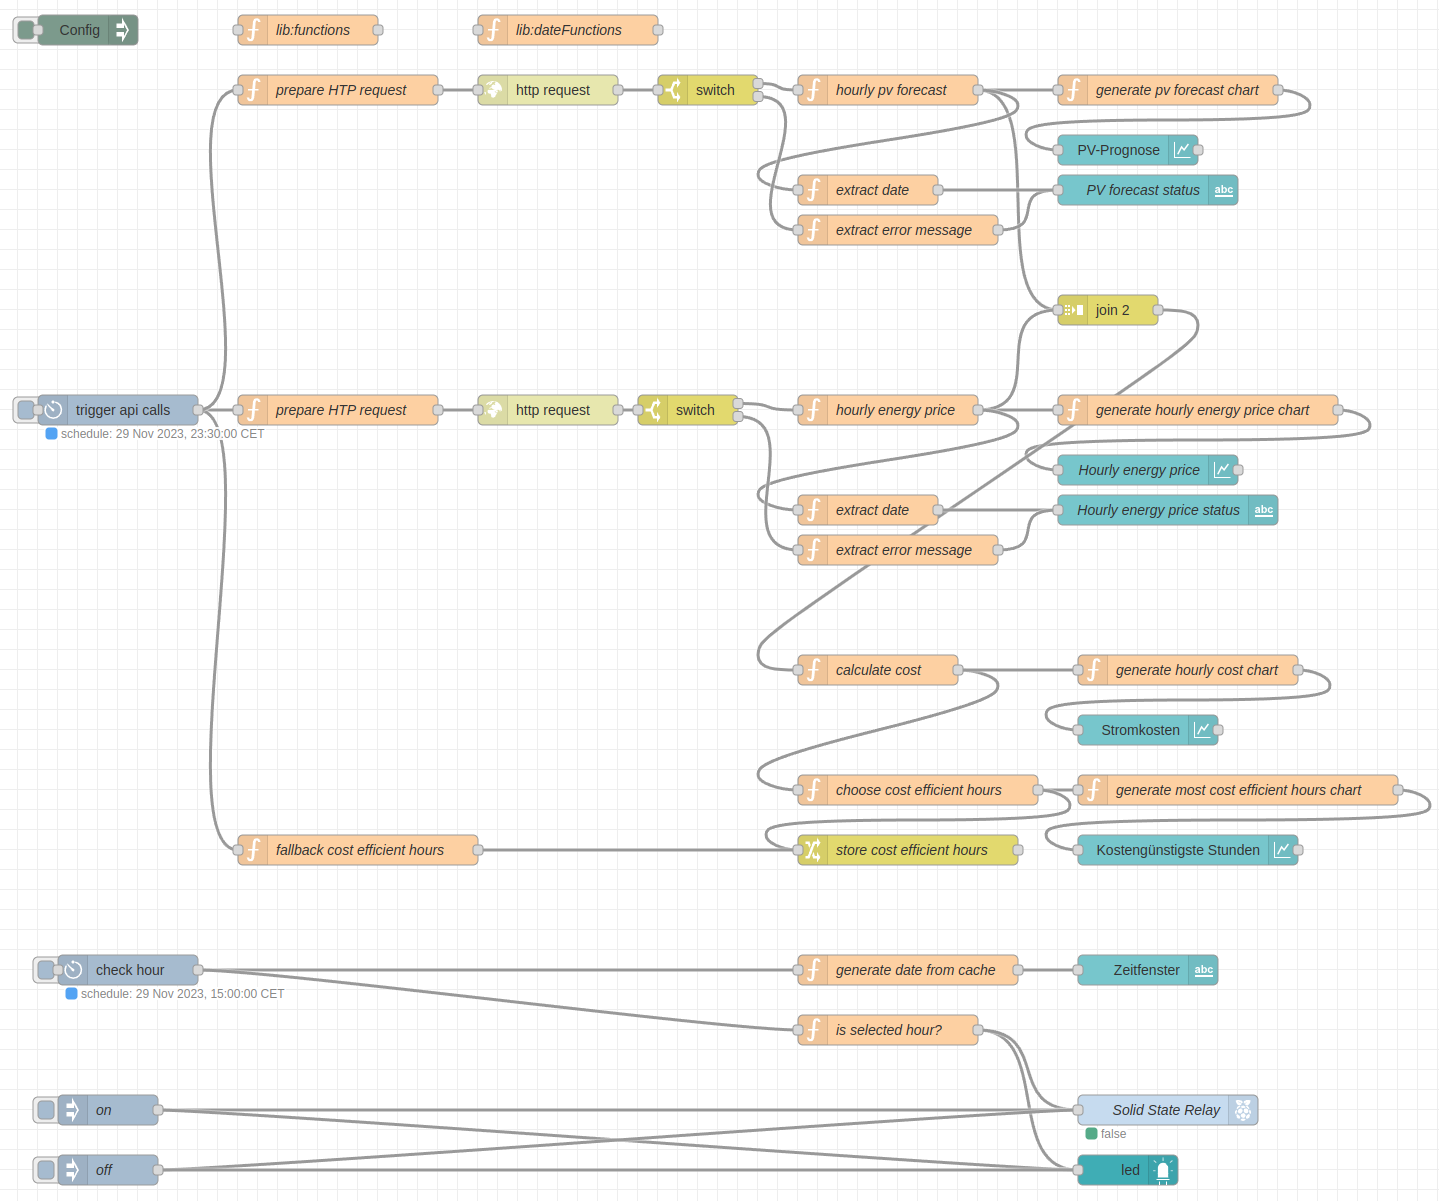 Config
lib:functions
lib:dateFunctions
prepare HTTP request
http request
switch
hourly pv forecast
generate pv forecast chart
PV-Prognose
extract date
PV forecast status
abc
extract error message
join 2
trigger api calls
schedule: 29 Nov 2023, 23:30:00 CET
prepare HTTP request
http request
switch
hourly energy price
generate hourly energy price chart
Hourly energy price
extract date
Hourly energy price status
abc
extract error message
calculate cost
generate hourly cost chart
Stromkosten
choose cost efficient hours
generate most cost efficient hours chart
fallback cost efficient hours
store cost efficient hours
Kostengünstigste Stunden
check hour
schedule: 29 Nov 2023, 15:00:00 CET
generate date from cache
Zeitfenster
abc
is selected hour?
on
Solid State Relay
false
off
led